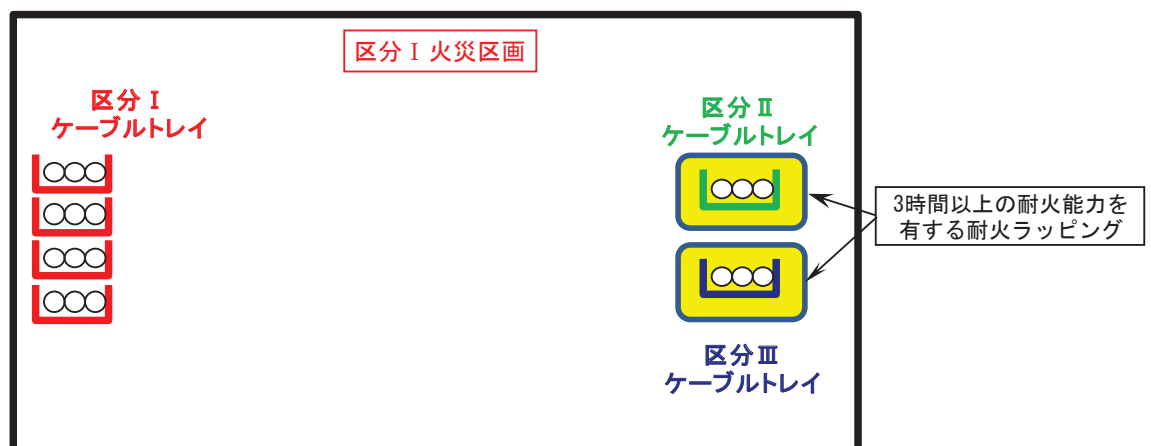 区分Ⅰ 火災区画
区分Ⅰ
ケーブルトレイ
区分Ⅱ
ケーブルトレイ
3時間以上の耐火能力を
有する耐火ラッピング
区分Ⅲ
ケーブルトレイ